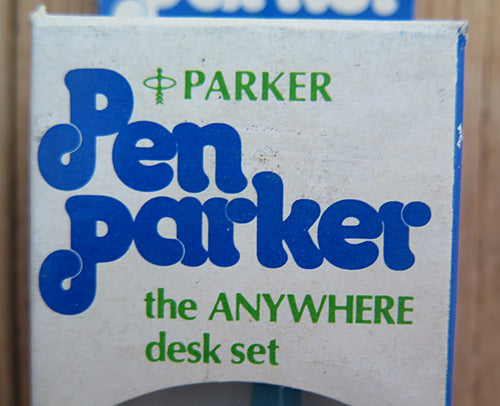 PARKER
Pen
parker
the ANYWHERE
desk set